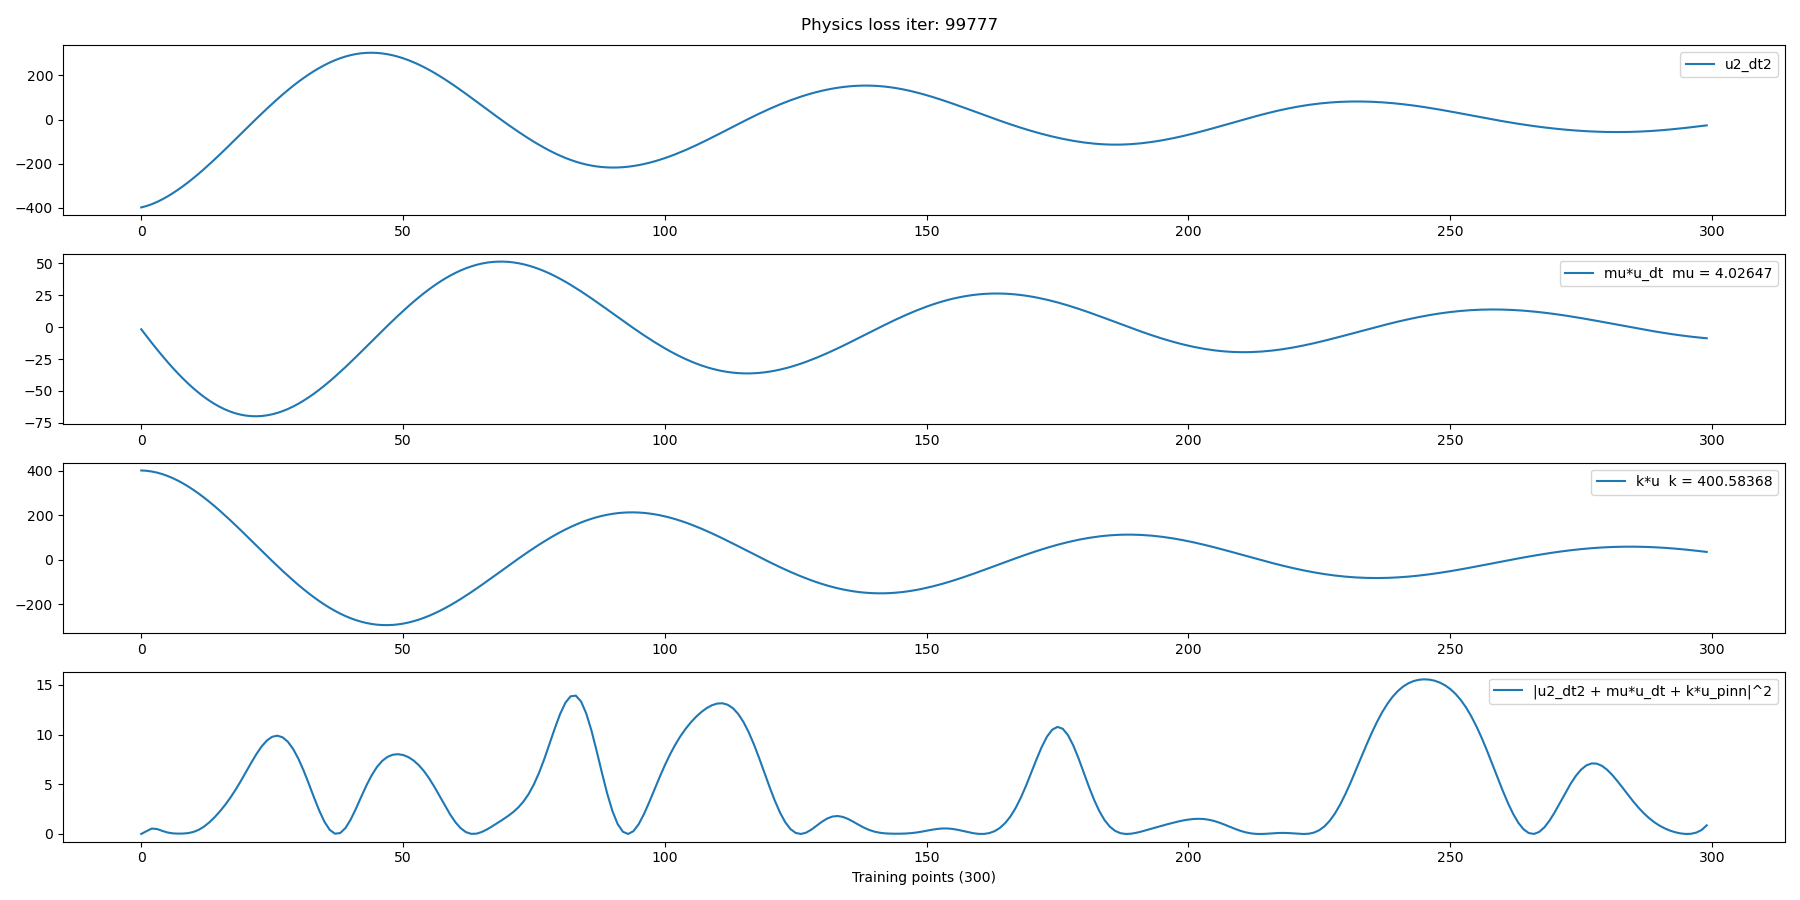 Physics loss iter: 99777
u2_dt2
200
0
−200
−400
0 50 100 150 200 250 300
mu*u_dt  mu = 4.02647
50
25
0
−25
−50
−75
0 50 100 150 200 250 300
k*u  k = 400.58368
400
200
0
−200
0 50 100 150 200 250 300
|u2_dt2 + mu*u_dt + k*u_pinn|^2
15
10
5
0
0 50 100 150 200 250 300
Training points (300)